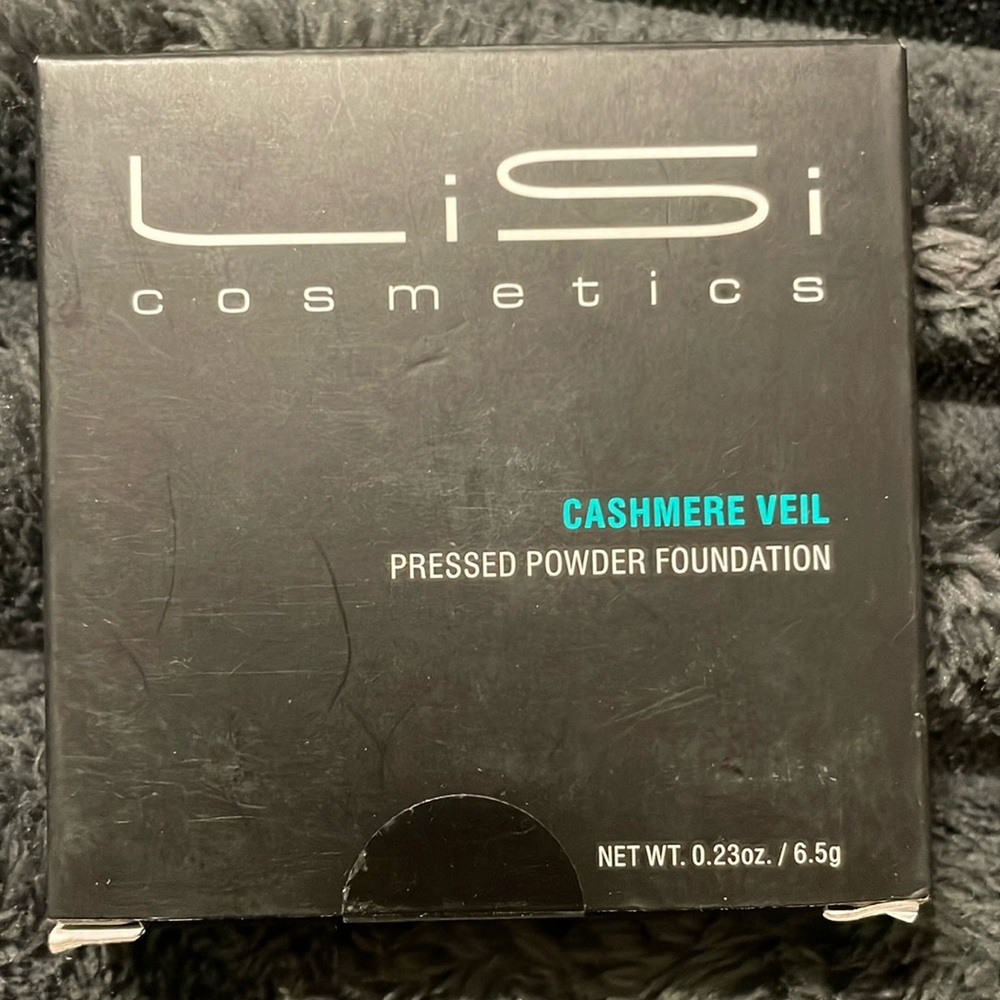 LiSi
cosmetics
CASHMERE VEIL
PRESSED POWDER FOUNDATION
NET WT. 0.23oz. / 6.5g